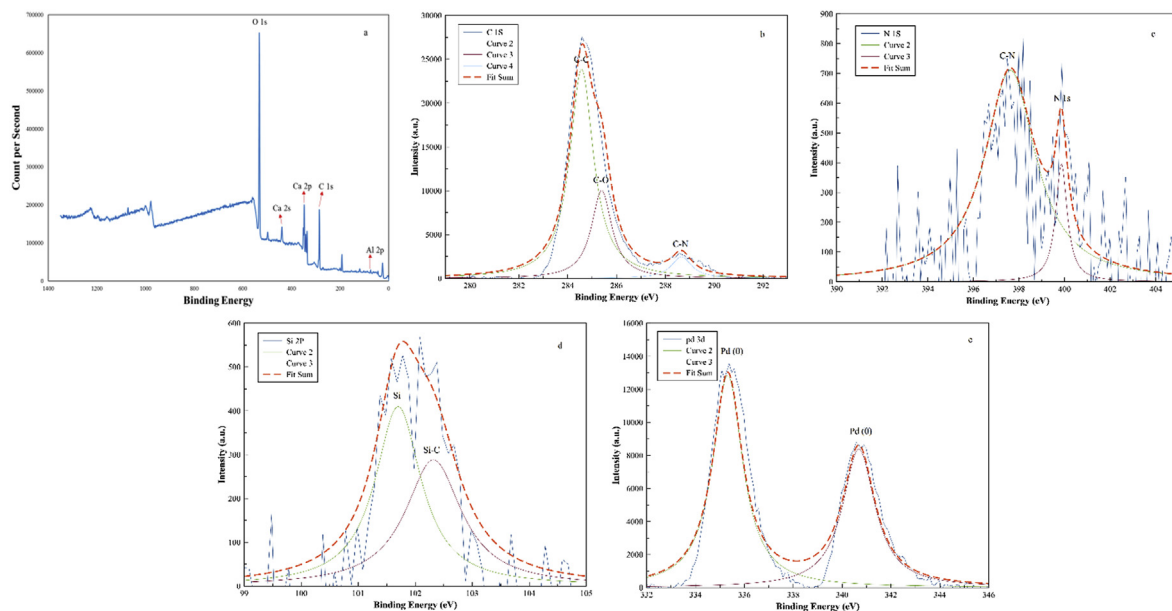 a
O 1s
Ca 2s
Ca 2p
C 1s
Al 2p
Count per Second
700000
600000
500000
400000
300000
200000
100000
0
1400
1200
1000
800
600
400
200
0
Binding Energy
b
C 1S
Curve 2
Curve 3
Curve 4
Fit Sum
C-C
C-O
C-N
Intensity (a.u.)
30000
25000
20000
15000
10000
5000
0
280
282
284
286
288
290
292
Binding Energy (eV)
c
N 1S
Curve 2
Curve 3
Fit Sum
C-N
N 1s
Intensity (a.u.)
900
800
700
600
500
400
300
200
100
0
390
392
394
396
398
400
402
404
Binding Energy (eV)
d
Si 2P
Curve 2
Curve 3
Fit Sum
Si
Si-C
Intensity (a.u.)
600
500
400
300
200
100
0
99
100
101
102
103
104
105
Binding Energy (eV)
e
pd 3d
Curve 2
Curve 3
Fit Sum
Pd (0)
Pd (0)
Intensity (a.u.)
16000
14000
12000
10000
8000
6000
4000
2000
0
332
334
336
338
340
342
344
346
Binding Energy (eV)